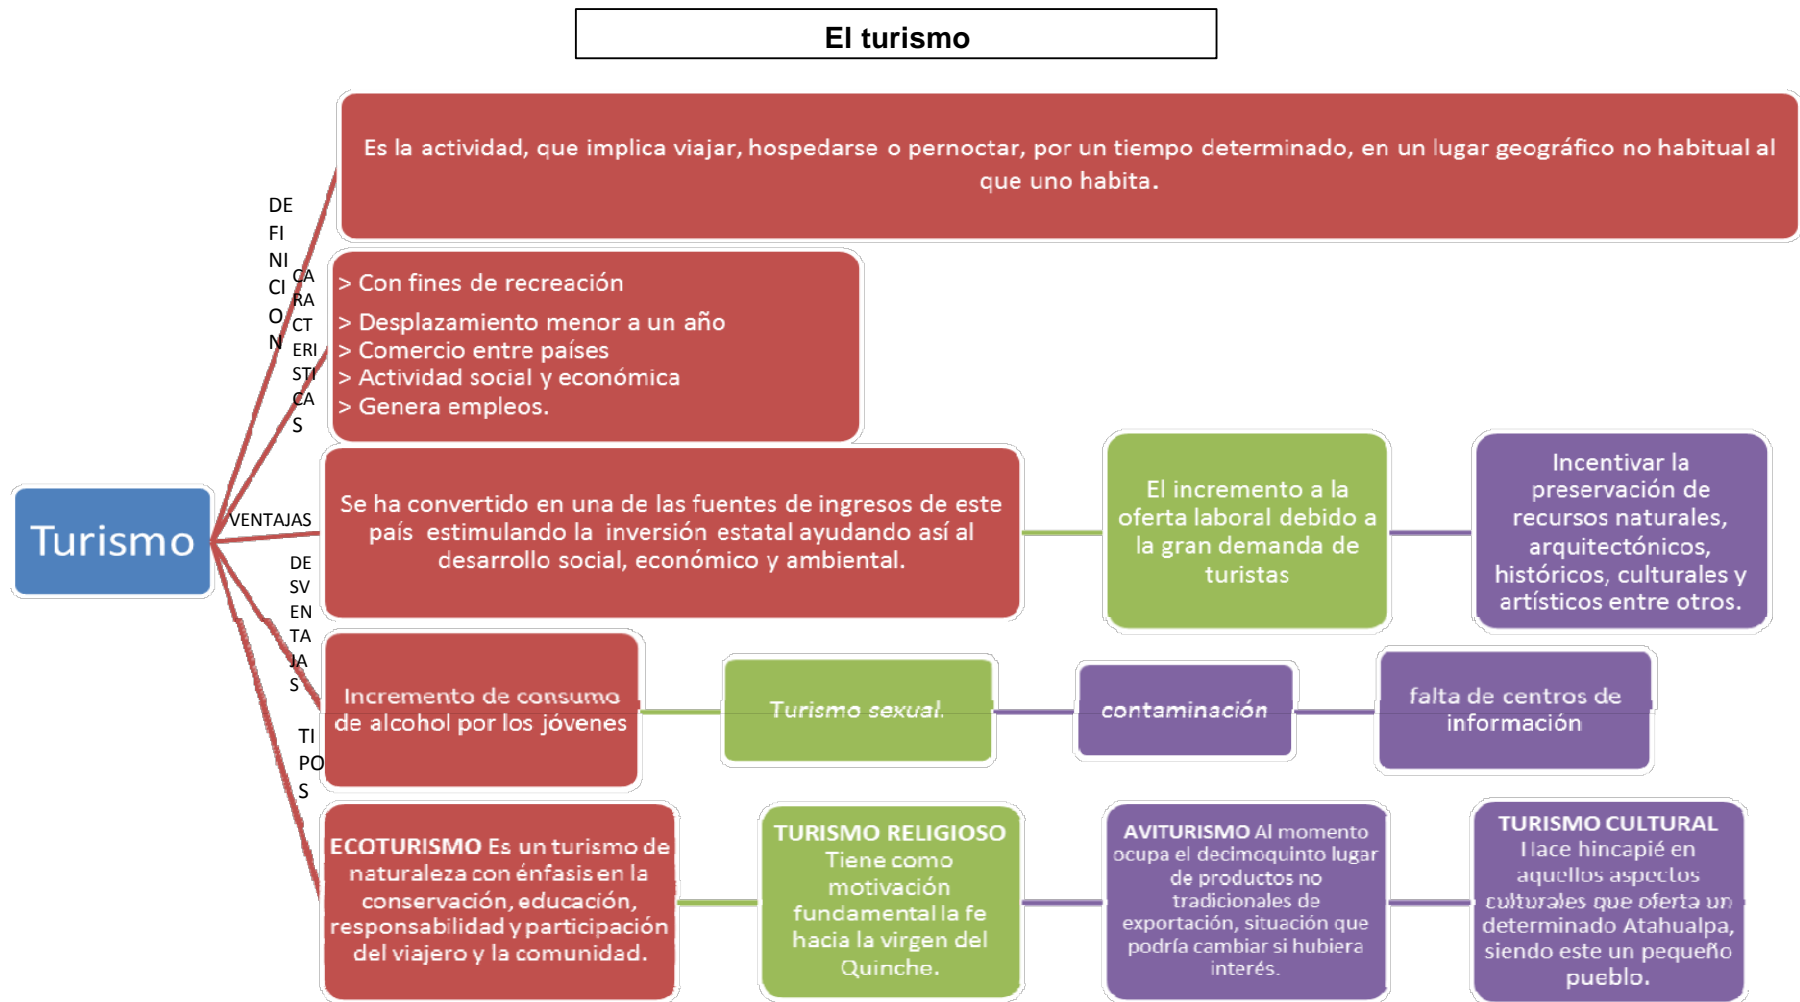 El turismo
Es la actividad, que implica viajar, hospedarse o pernoctar, por un tiempo determinado, en un lugar geográfico no habitual al
que uno habita.
DE
FI
NI
CI
O
N
CA
RA
CT
ERI
STI
CA
S
> Con fines de recreación
> Desplazamiento menor a un año
> Comercio entre países
> Actividad social y económica
> Genera empleos.
Turismo
VENTAJAS
Se ha convertido en una de las fuentes de ingresos de este
país estimulando la inversión estatal ayudando así al
desarrollo social, económico y ambiental.
El incremento a la
oferta laboral debido a
la gran demanda de
turistas
Incentivar la
preservación de
recursos naturales,
arquitectónicos,
históricos, culturales y
artísticos entre otros.
DE
SV
EN
TA
JA
S
Incremento de consumo
de alcohol por los jóvenes
Turismo sexual.
contaminación
falta de centros de
información
TI
PO
S
ECOTURISMO Es un turismo de
naturaleza con énfasis en la
conservación, educación,
responsabilidad y participación
del viajero y la comunidad.
TURISMO RELIGIOSO
Tiene como
motivación
fundamental la fe
hacia la virgen del
Quinche.
AVITURISMO Al momento
ocupa el decimoquinto lugar
de productos no
tradicionales de
exportación, situación que
podría cambiar si hubiera
interés.
TURISMO CULTURAL
Hace hincapié en
aquellos aspectos
culturales que oferta un
determinado Atahualpa,
siendo este un pequeño
pueblo.